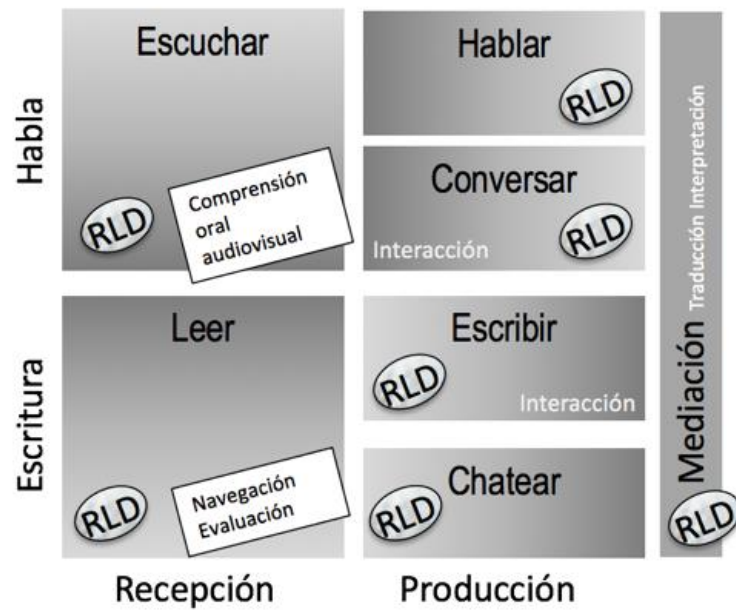 Habla
Escuchar
RLD
Comprensión
oral
audiovisual
Hablar
RLD
Conversar
Interacción
RLD
Escritura
Leer
RLD
Navegación
Evaluación
Escribir
RLD
Interacción
Chatear
RLD
Mediación Traducción Interpretación
RLD
Recepción
Producción